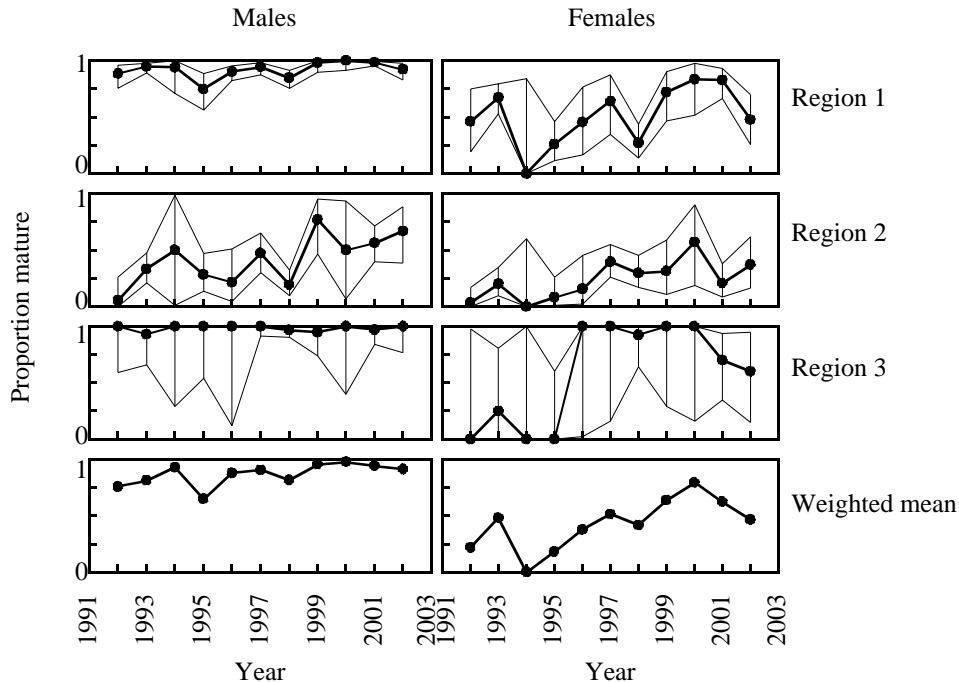 Males Females
1
0
Region 1
1
0
Region 2
1
0
Region 3
1
0
Weighted mean
Proportion mature
1991 1993 1995 1997 1999 2001 2003 1991 1993 1995 1997 1999 2001 2003
Year Year